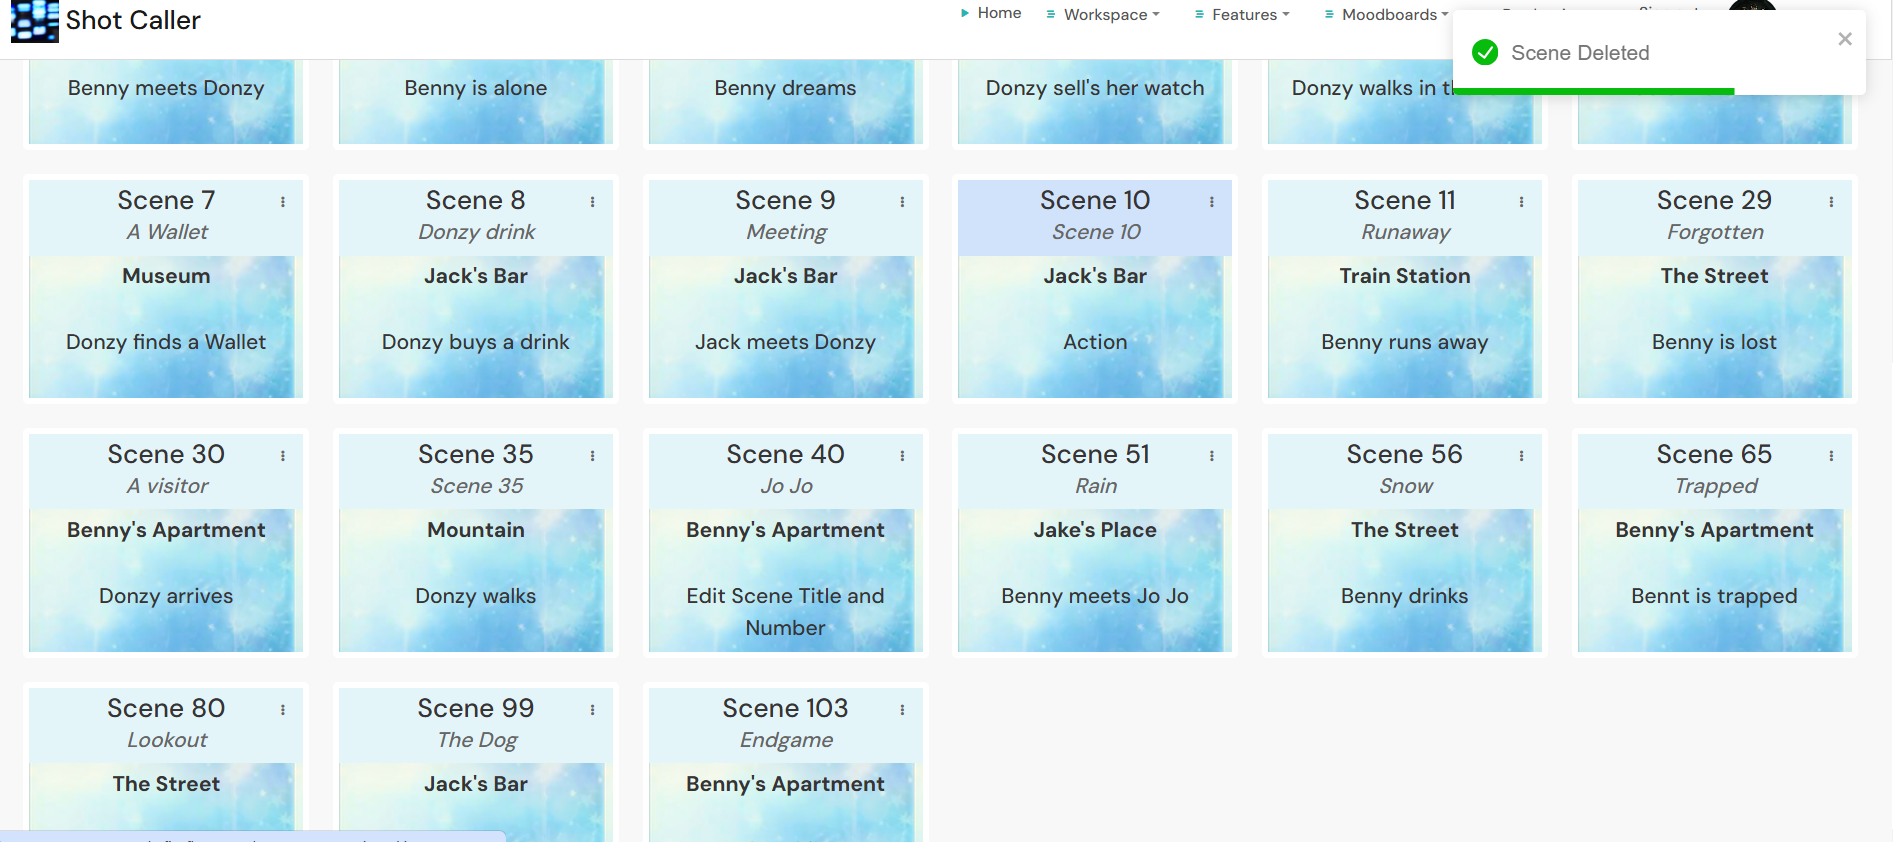 Shot Caller
Home
Workspace
Features
Moodboards
Scene Deleted
Benny meets Donzy
Benny is alone
Benny dreams
Donzy sell's her watch
Donzy walks in
Scene 7
A Wallet
Museum
Donzy finds a Wallet
Scene 8
Donzy drink
Jack's Bar
Donzy buys a drink
Scene 9
Meeting
Jack's Bar
Jack meets Donzy
Scene 10
Scene 10
Jack's Bar
Action
Scene 11
Runaway
Train Station
Benny runs away
Scene 29
Forgotten
The Street
Benny is lost
Scene 30
A visitor
Benny's Apartment
Donzy arrives
Scene 35
Scene 35
Mountain
Donzy walks
Scene 40
Jo Jo
Benny's Apartment
Edit Scene Title and
Number
Scene 51
Rain
Jake's Place
Benny meets Jo Jo
Scene 56
Snow
The Street
Benny drinks
Scene 65
Trapped
Benny's Apartment
Bennt is trapped
Scene 80
Lookout
The Street
Scene 99
The Dog
Jack's Bar
Scene 103
Endgame
Benny's Apartment